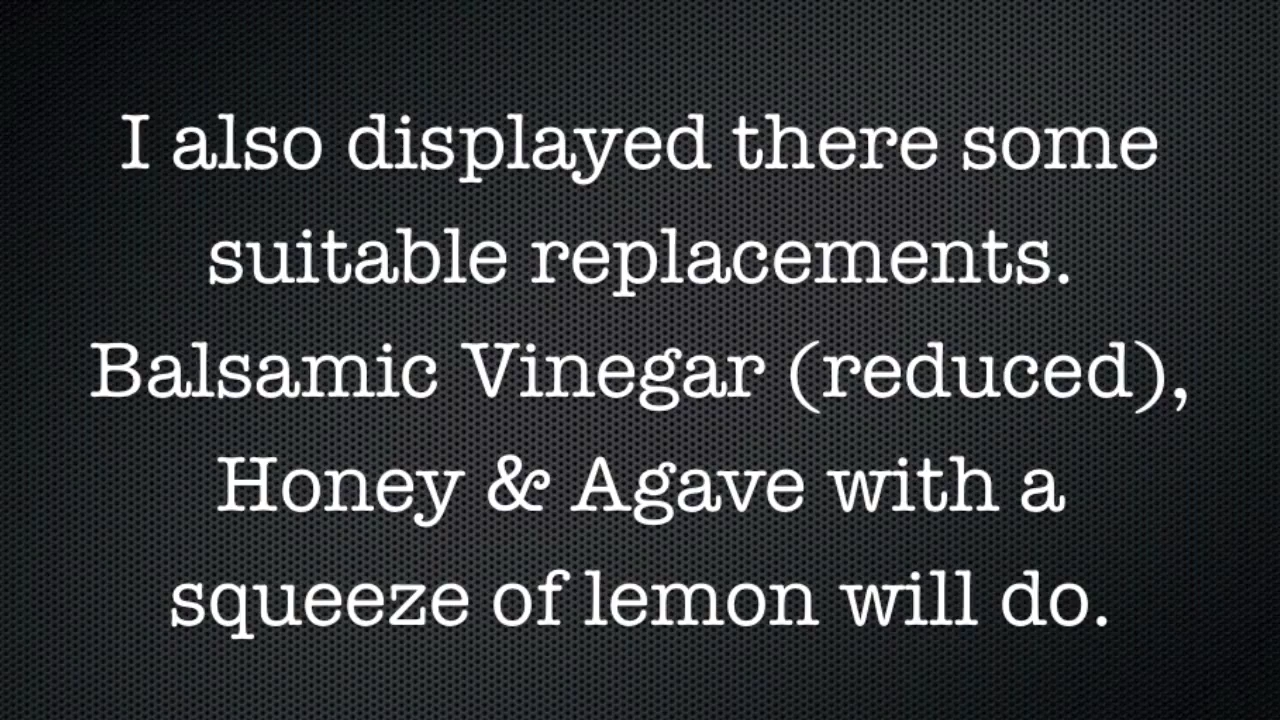 I also displayed there some
suitable replacements.
Balsamic Vinegar (reduced),
Honey & Agave with a
squeeze of lemon will do.